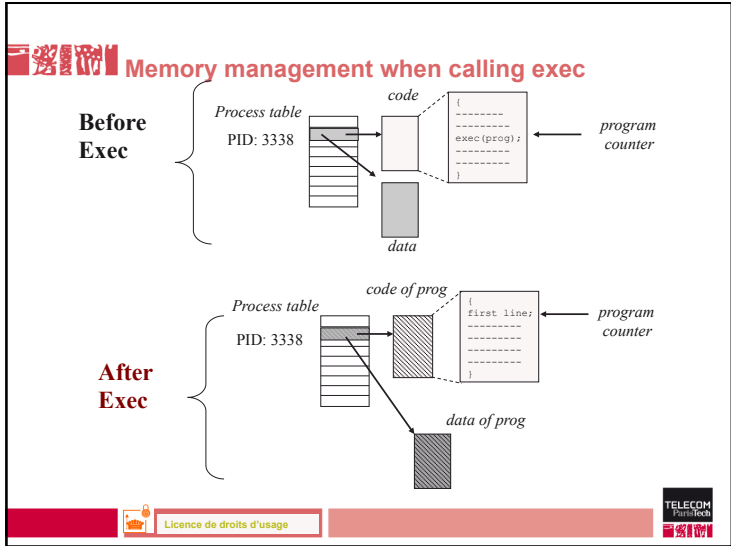 Memory management when calling exec
Before
Exec
Process table
PID: 3338
code
{
--------
---------
exec(prog);
---------
---------
}
program
counter
data
After
Exec
Process table
PID: 3338
code of prog
{
first line;
---------
---------
---------
---------
}
program
counter
data of prog
Licence de droits d'usage
TELECOM
ParisTech